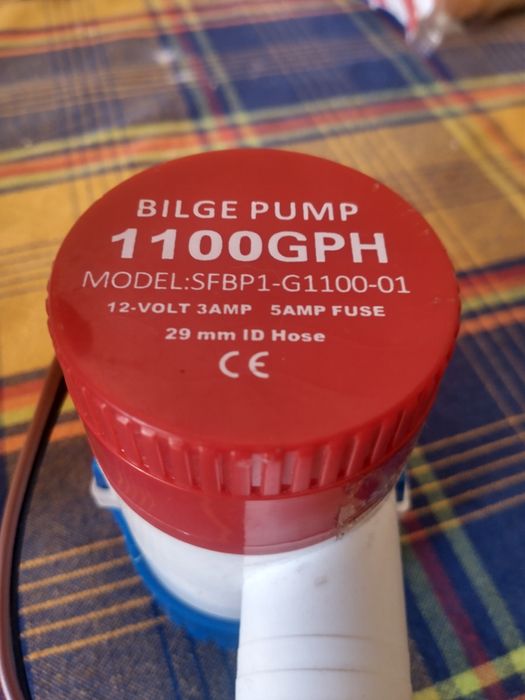 BILGE PUMP
1100GPH
MODEL:SFBP1-G1100-01
12-VOLT 3AMP 5AMP FUSE
29 mm ID Hose
CE